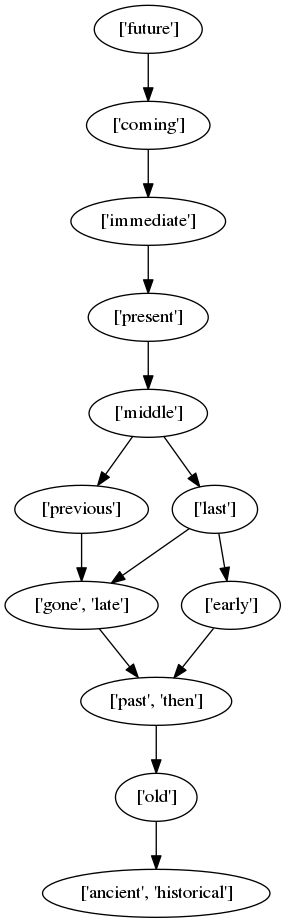 ['future']
['coming']
['immediate']
['present']
['middle']
['previous']
['last']
['gone', 'late']
['early']
['past', 'then']
['old']
['ancient', 'historical']